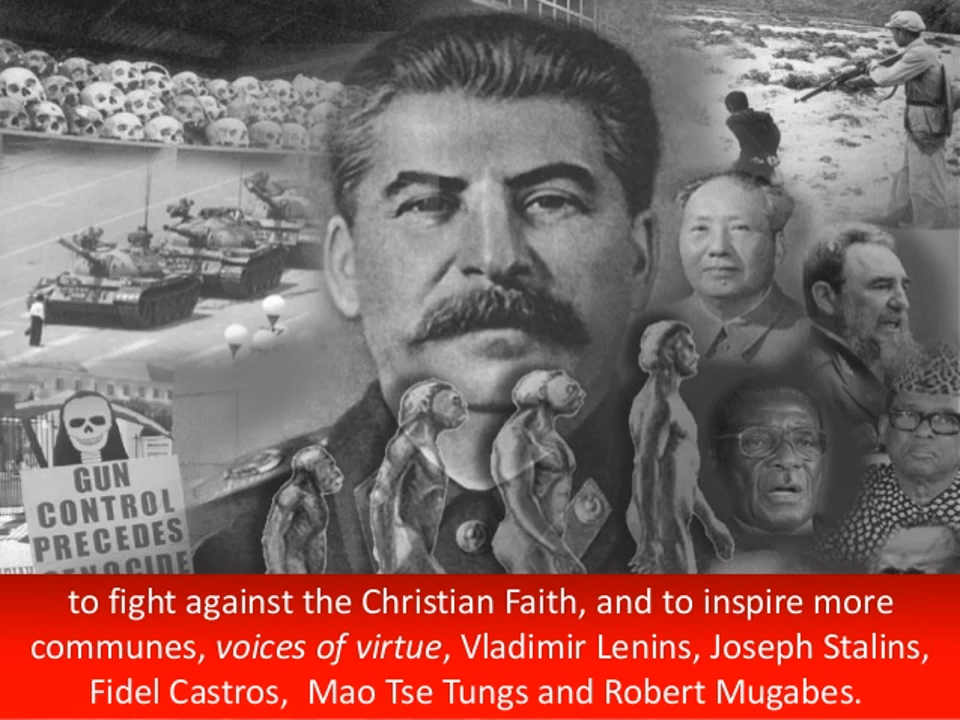 GUN
CONTROL
PRECEDES
GENOCIDE
to fight against the Christian Faith, and to inspire more
communes, voices of virtue, Vladimir Lenins, Joseph Stalins,
Fidel Castros,  Mao Tse Tungs and Robert Mugabes.